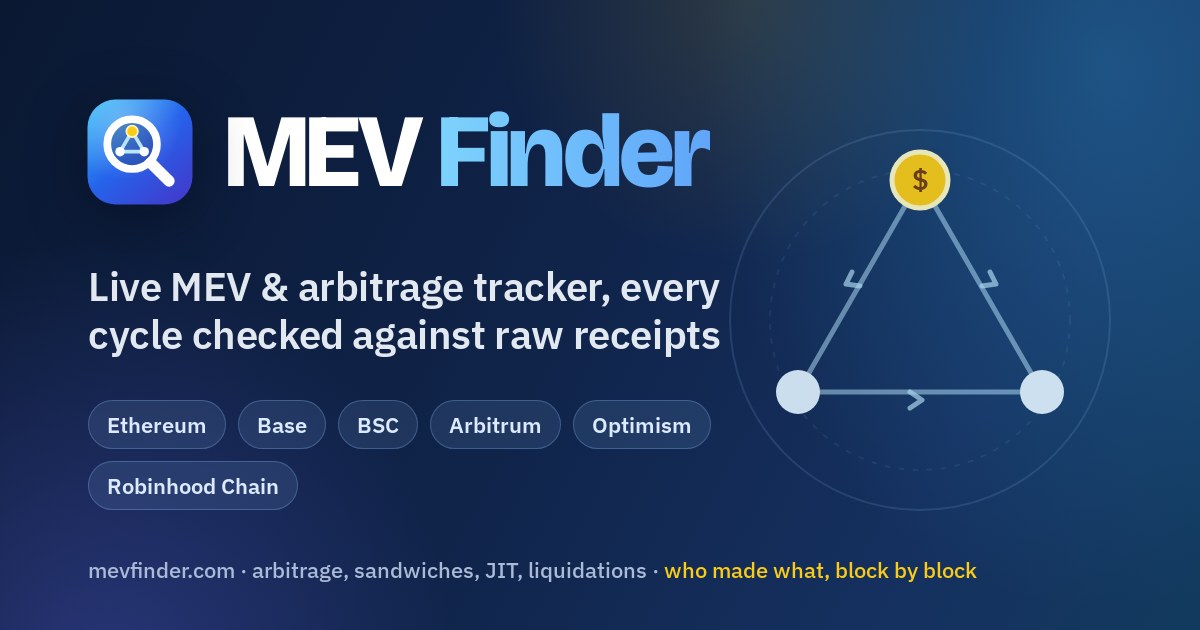 MEV Finder
$
Live MEV & arbitrage tracker, every
cycle checked against raw receipts
Ethereum
Base
BSC
Arbitrum
Optimism
Robinhood Chain
mevfinder.com · arbitrage, sandwiches, JIT, liquidations · who made what, block by block